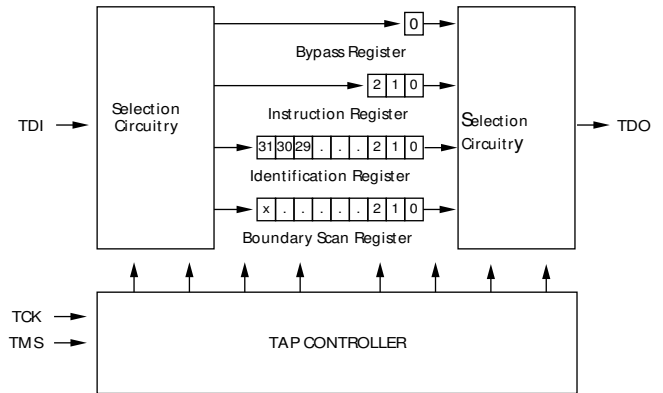 0
Bypass Register
2 1 0
Selection
Circuitry
Instruction Register
Selection
Circuitry
TDI
TDO
31 30 29 . . . 2 1 0
Identification Register
x . . . . . 2 1 0
Boundary Scan Register
TCK
TMS
TAP CONTROLLER